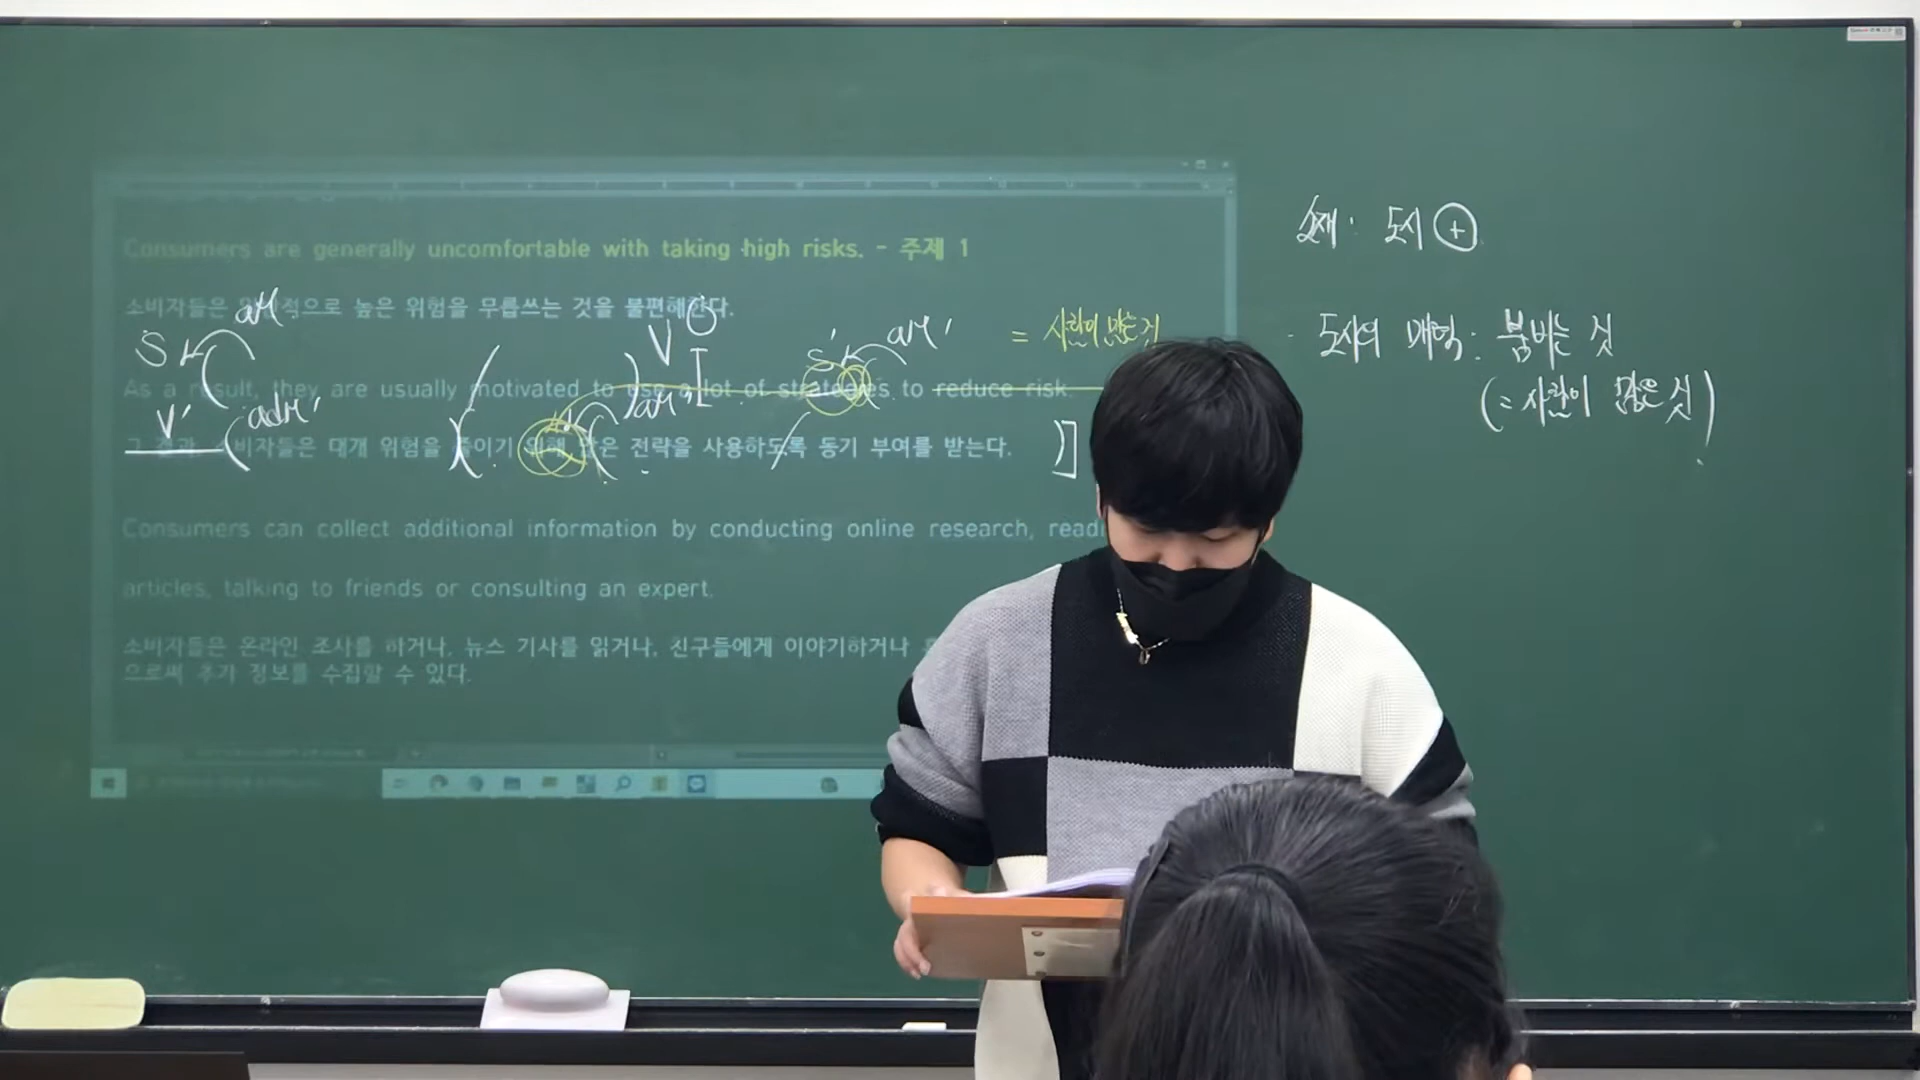 Consumers are generally uncomfortable with taking high risks. - 주제 1
소비자들은 적으로 높은 위험을 무릅쓰는 것을 불편해한다.
S V O S'
= 사람이 많은 것
As a result, they are usually motivated to use a lot of strategies to reduce risk.
V'
그 결과, 소비자들은 대개 위험을 줄이기 위해 많은 전략을 사용하도록 동기 부여를 받는다.
Consumers can collect additional information by conducting online research,
articles, talking to friends or consulting an expert.
소비자들은 온라인 조사를 하거나, 뉴스 기사를 읽거나, 친구들에게 이야기하거나
으로써 추가 정보를 수집할 수 있다.
소재: 도시 +
- 도시의 매력: 붐비는 것
(= 사람이 많은 것)